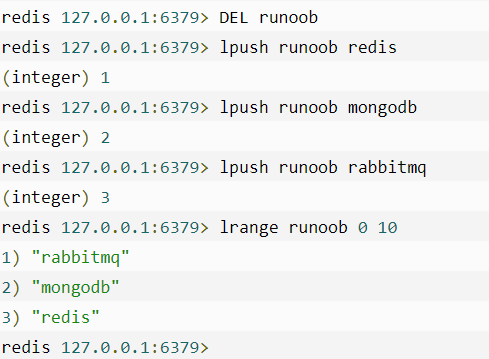 redis 127.0.0.1:6379> DEL runoob
redis 127.0.0.1:6379> lpush runoob redis
(integer) 1
redis 127.0.0.1:6379> lpush runoob mongodb
(integer) 2
redis 127.0.0.1:6379> lpush runoob rabbitmq
(integer) 3
redis 127.0.0.1:6379> lrange runoob 0 10
1) "rabbitmq"
2) "mongodb"
3) "redis"
redis 127.0.0.1:6379>